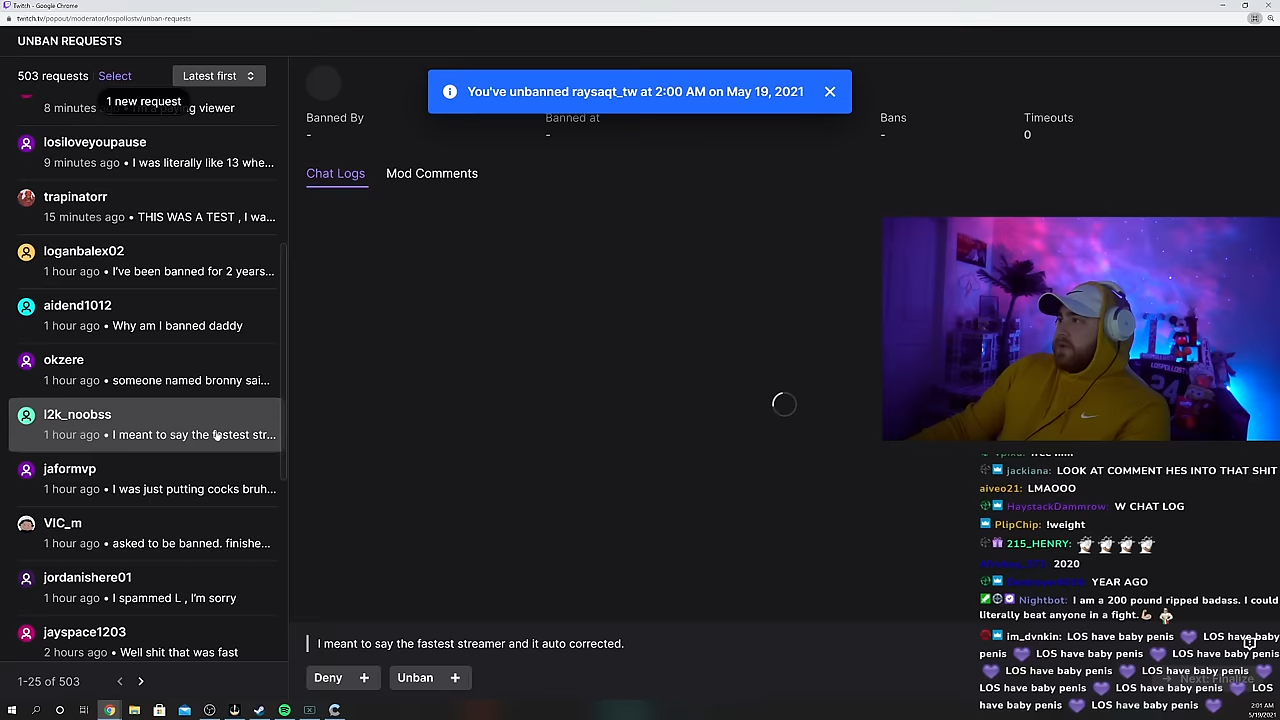 Twitch - Google Chrome
twitch.tv/popout/moderator/lospollostv/unban-requests
UNBAN REQUESTS
503 requests Select Latest first
1 new request
8 minutes ing viewer
losiloveyoupause
9 minutes ago • I was literally like 13 whe...
trapinatorr
15 minutes ago • THIS WAS A TEST , I wa...
loganbalex02
1 hour ago • I've been banned for 2 years...
aidend1012
1 hour ago • Why am I banned daddy
okzere
1 hour ago • someone named bronny sai...
l2k_noobss
1 hour ago • I meant to say the fastest str...
jaformvp
1 hour ago • I was just putting cocks bruh...
VIC_m
1 hour ago • asked to be banned. finishe...
jordanishere01
1 hour ago • I spammed L , I'm sorry
jayspace1203
2 hours ago • Well shit that was fast
1-25 of 503
You've unbanned raysaqt_tw at 2:00 AM on May 19, 2021
Banned By Banned at Bans Timeouts
- - - 0
Chat Logs Mod Comments
LOSPOLLOS
24
jackiana: LOOK AT COMMENT HES INTO THAT SHIT
aiveo21: LMAOOO
HaystackDammrow: W CHAT LOG
PlipChip: !weight
215_HENRY:
2020
YEAR AGO
Nightbot: I am a 200 pound ripped badass. I could
literally beat anyone in a fight.
im_dvnkin: LOS have baby penis LOS have baby
penis LOS have baby penis LOS have baby penis
LOS have baby penis LOS have baby penis
LOS have baby penis LOS have baby penis LOS
have baby penis LOS have baby penis
I meant to say the fastest streamer and it auto corrected.
Deny + Unban +
Next: Finalize
2:01 AM
5/19/2021